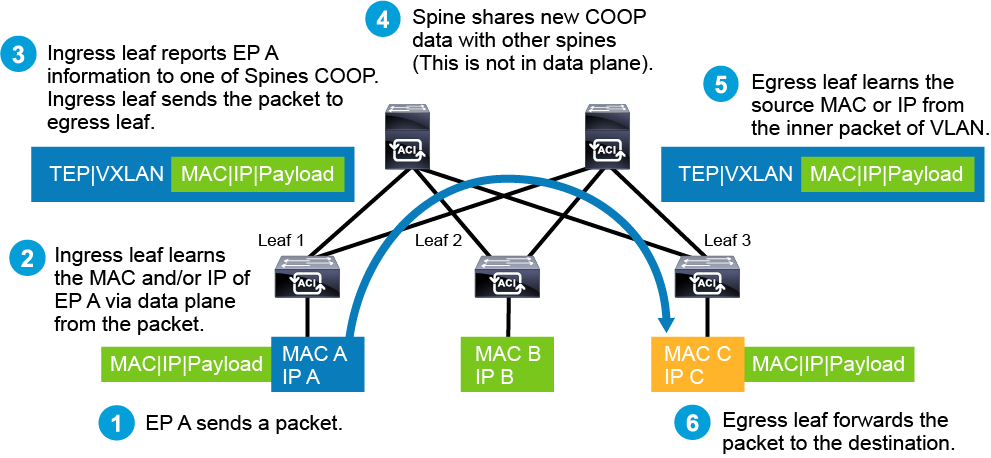 4
Spine shares new COOP
data with other spines
(This is not in data plane).
3
Ingress leaf reports EP A
information to one of Spines COOP.
Ingress leaf sends the packet to
egress leaf.
5
Egress leaf learns the
source MAC or IP from
the inner packet of VLAN.
ACI
ACI
TEP|VXLAN
MAC|IP|Payload
TEP|VXLAN
MAC|IP|Payload
2
Ingress leaf learns
the MAC and/or IP of
EP A via data plane
from the packet.
Leaf 1
Leaf 2
Leaf 3
ACI
ACI
ACI
MAC|IP|Payload
MAC A
IP A
MAC B
IP B
MAC C
IP C
MAC|IP|Payload
1
EP A sends a packet.
6
Egress leaf forwards the
packet to the destination.